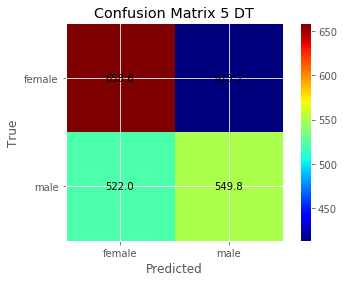 Confusion Matrix 5 DT
female
male
True
522.0
549.8
female
male
Predicted
650
600
550
500
450